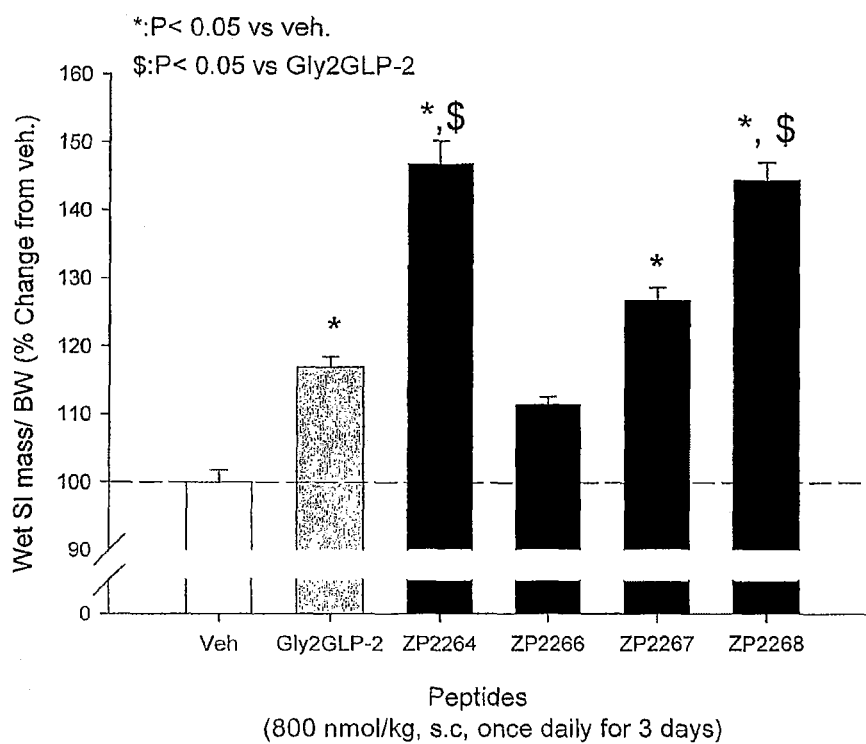 *:P< 0.05 vs veh.
$:P< 0.05 vs Gly2GLP-2
160
150
140
130
120
110
100
90
0
Wet SI mass/ BW (% Change from veh.)
*
*,$
*
*, $
Veh Gly2GLP-2 ZP2264 ZP2266 ZP2267 ZP2268
Peptides
(800 nmol/kg, s.c, once daily for 3 days)